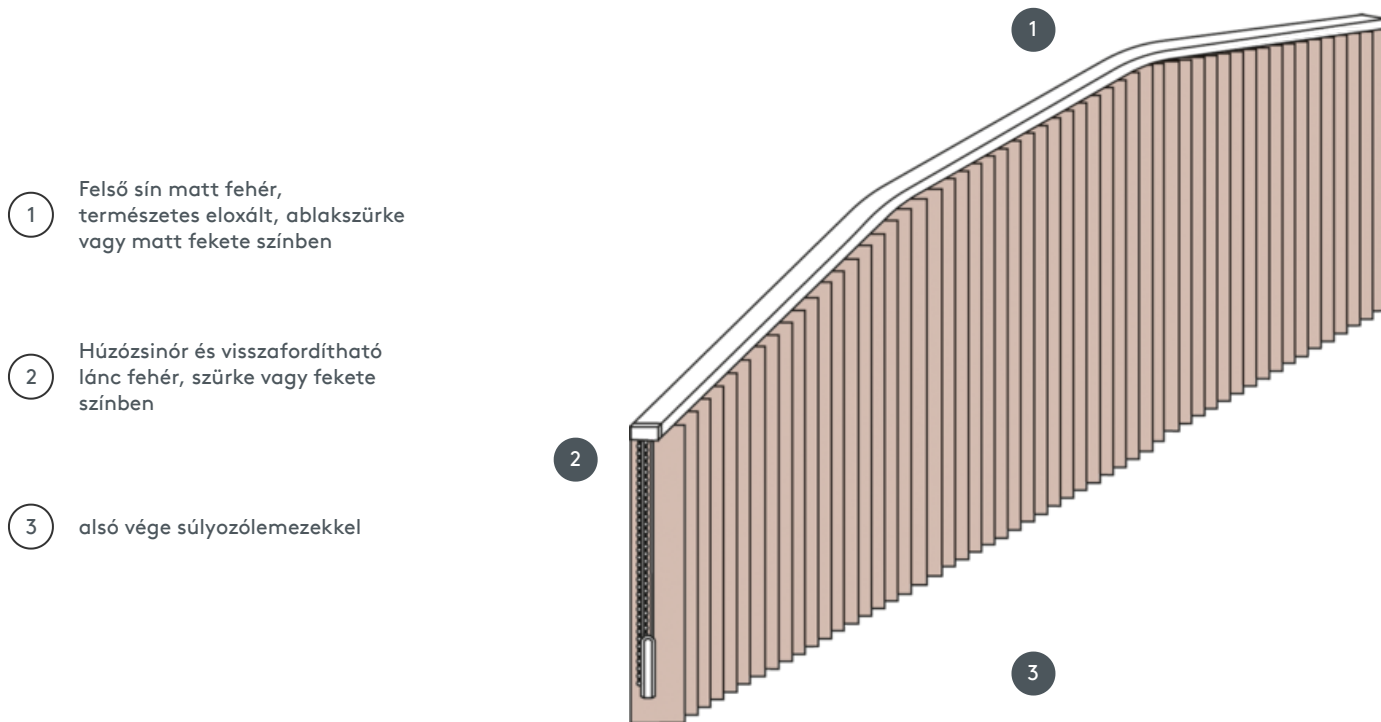 1
Felső sín matt fehér,
természetes eloxált, ablakszürke
vagy matt fekete színben
2
Húzózsinór és visszafordítható
lánc fehér, szürke vagy fekete
színben
3
alsó vége súlyozólemezekkel
1
2
3